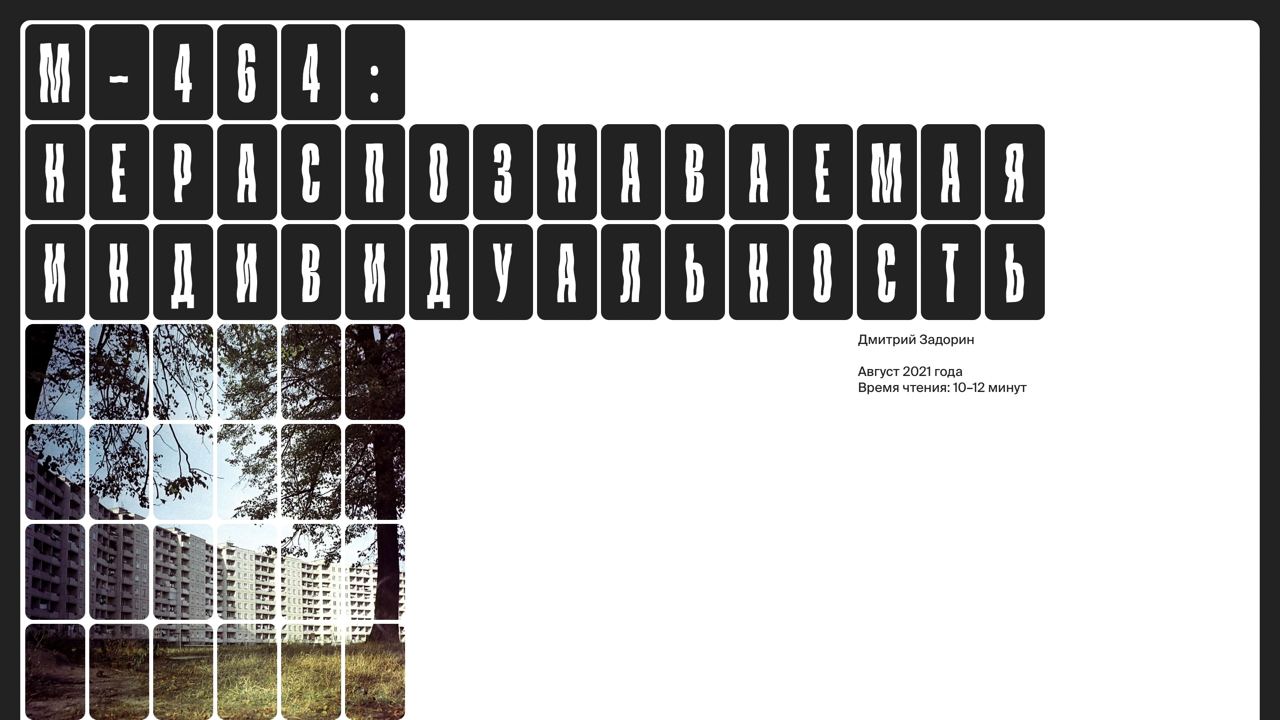 М–464:
НЕРАСПОЗНАВАЕМАЯ
ИНДИВИДУАЛЬНОСТЬ
Дмитрий Задорин
Август 2021 года
Время чтения: 10–12 минут